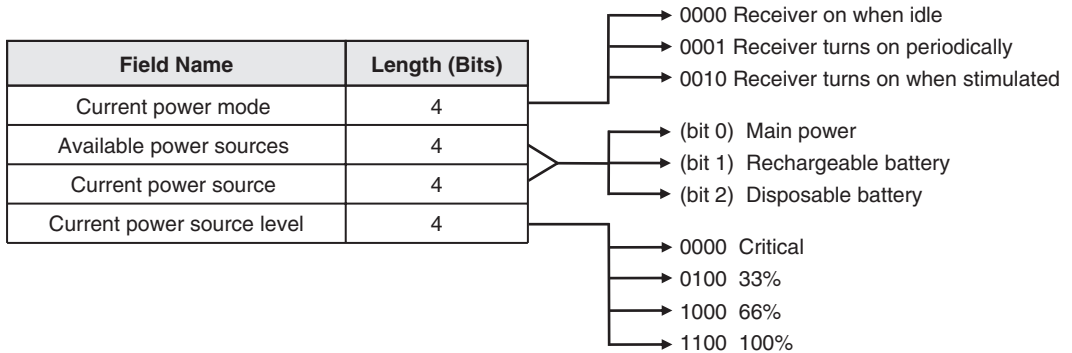 Field Name Length (Bits)
Current power mode 4
Available power sources 4
Current power source 4
Current power source level 4
0000 Receiver on when idle
0001 Receiver turns on periodically
0010 Receiver turns on when stimulated
(bit 0) Main power
(bit 1) Rechargeable battery
(bit 2) Disposable battery
0000 Critical
0100 33%
1000 66%
1100 100%